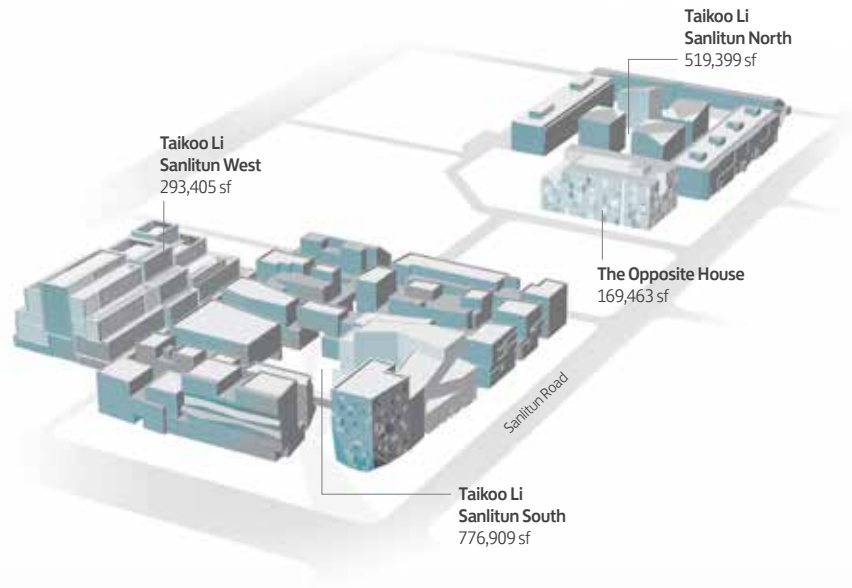 Taikoo Li
Sanlitun North
519,399 sf
Taikoo Li
Sanlitun West
293,405 sf
The Opposite House
169,463 sf
Sanlitun Road
Taikoo Li
Sanlitun South
776,909 sf